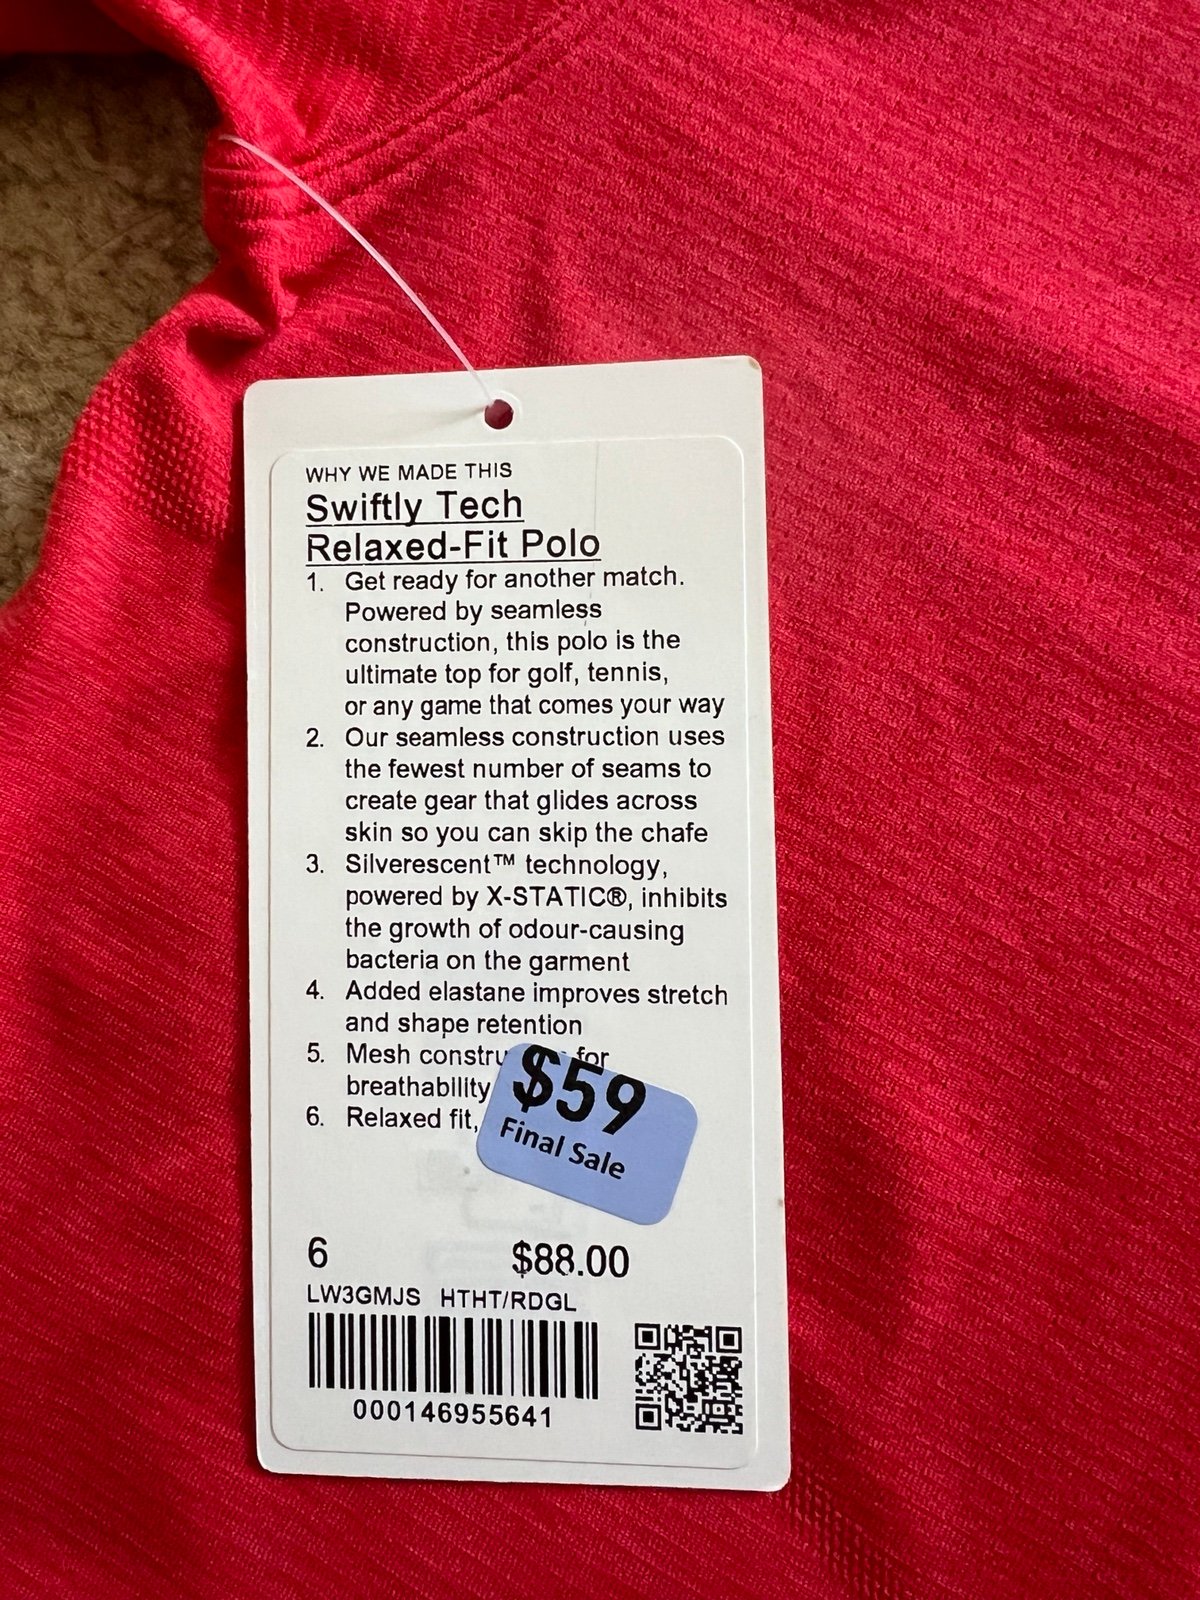 WHY WE MADE THIS
Swiftly Tech
Relaxed-Fit Polo
1. Get ready for another match.
Powered by seamless
construction, this polo is the
ultimate top for golf, tennis,
or any game that comes your way
2. Our seamless construction uses
the fewest number of seams to
create gear that glides across
skin so you can skip the chafe
3. Silverescent™ technology,
powered by X-STATIC®, inhibits
the growth of odour-causing
bacteria on the garment
4. Added elastane improves stretch
and shape retention
5. Mesh for
breathability
6. Relaxed fit,
$59
Final Sale
6 $88.00
LW3GMJS HTHT/RDGL
000146955641